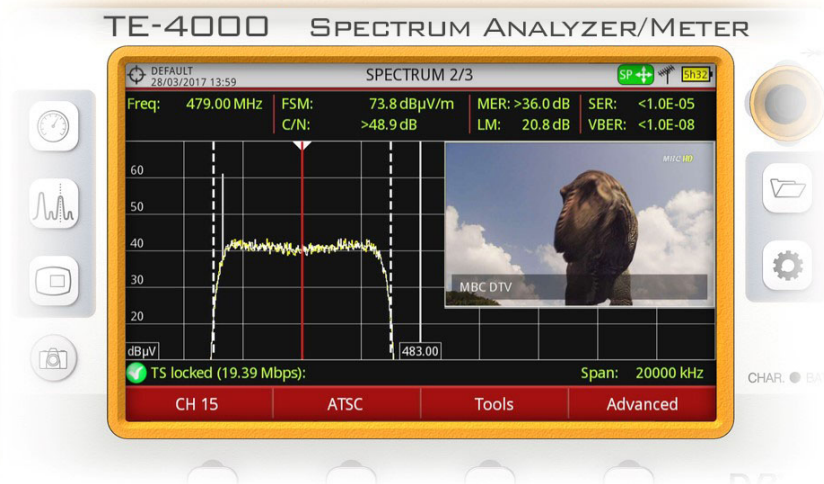 TE-4000 SPECTRUM ANALYZER/METER
DEFAULT
28/03/2017 13:59
SPECTRUM 2/3
SP
5h32
Freq: 479.00 MHz
FSM: 73.8 dBµV/m
MER: >36.0 dB
SER: <1.0E-05
C/N: >48.9 dB
LM: 20.8 dB
VBER: <1.0E-08
60
50
40
30
20
dBµV
483.00
MBC HD
MBC DTV
TS locked (19.39 Mbps):
Span: 20000 kHz
CH 15
ATSC
Tools
Advanced
CHAR.